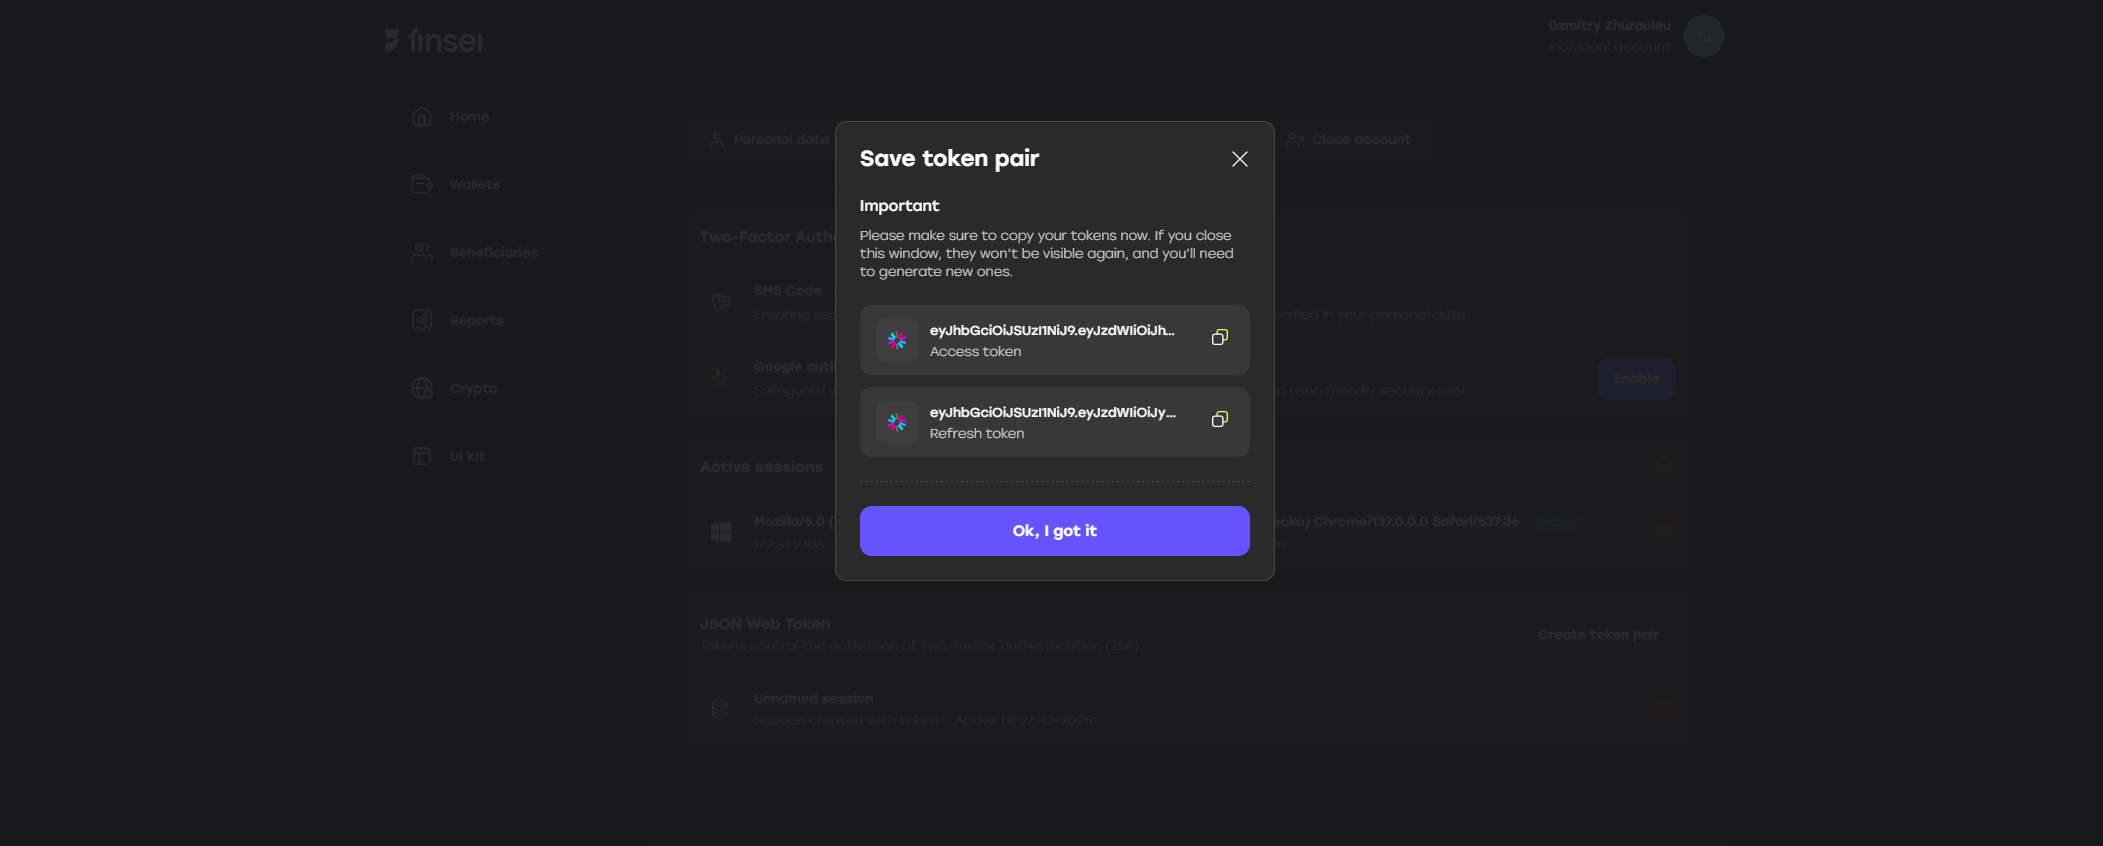 finsei
Dzmitry Zhurauleu
Individual account
Home
Wallets
Beneficiaries
Reports
Crypto
UI Kit
Personal data
Close account
Two-Factor Auth
SMS Code
Ensuring sec
ecified in your personal data.
Google auth
Safeguard y
d user-friendly security tool.
Enable
Active sessions
Mozilla/5.0 (
ecko) Chrome/137.0.0.0 Safari/537.36
Active
172.31.2.106
JSON Web Token
Tokens control the activation of two-factor authentication (2FA).
Create token pair
Unnamed session
Session created with token · Active till 27-12-2025
Save token pair
Important
Please make sure to copy your tokens now. If you close
this window, they won't be visible again, and you'll need
to generate new ones.
eyJhbGciOiJSUzI1NiJ9.eyJzdWIiOiJh...
Access token
eyJhbGciOiJSUzI1NiJ9.eyJzdWIiOiJy...
Refresh token
Ok, I got it